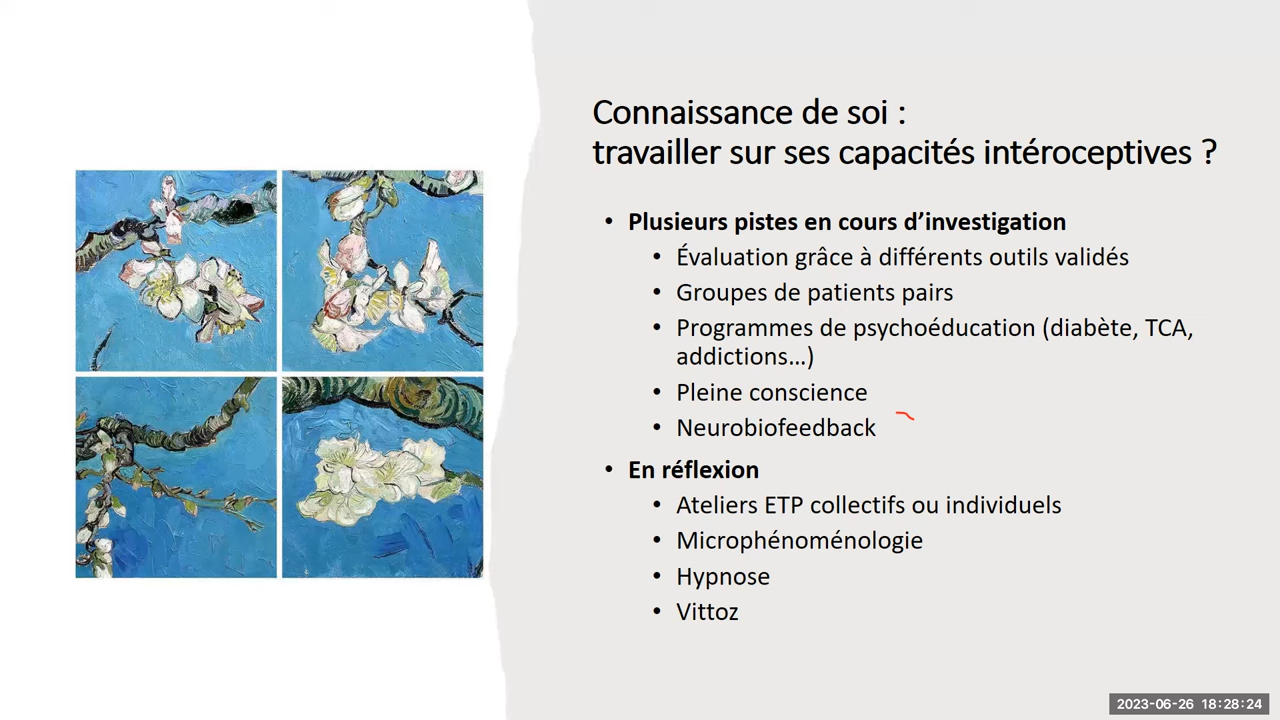 Connaissance de soi :
travailler sur ses capacités intéroceptives ?
• Plusieurs pistes en cours d’investigation
• Évaluation grâce à différents outils validés
• Groupes de patients pairs
• Programmes de psychoéducation (diabète, TCA,
addictions…)
• Pleine conscience
• Neurobiofeedback
• En réflexion
• Ateliers ETP collectifs ou individuels
• Microphénoménologie
• Hypnose
• Vittoz
2023-06-26 18:28:24